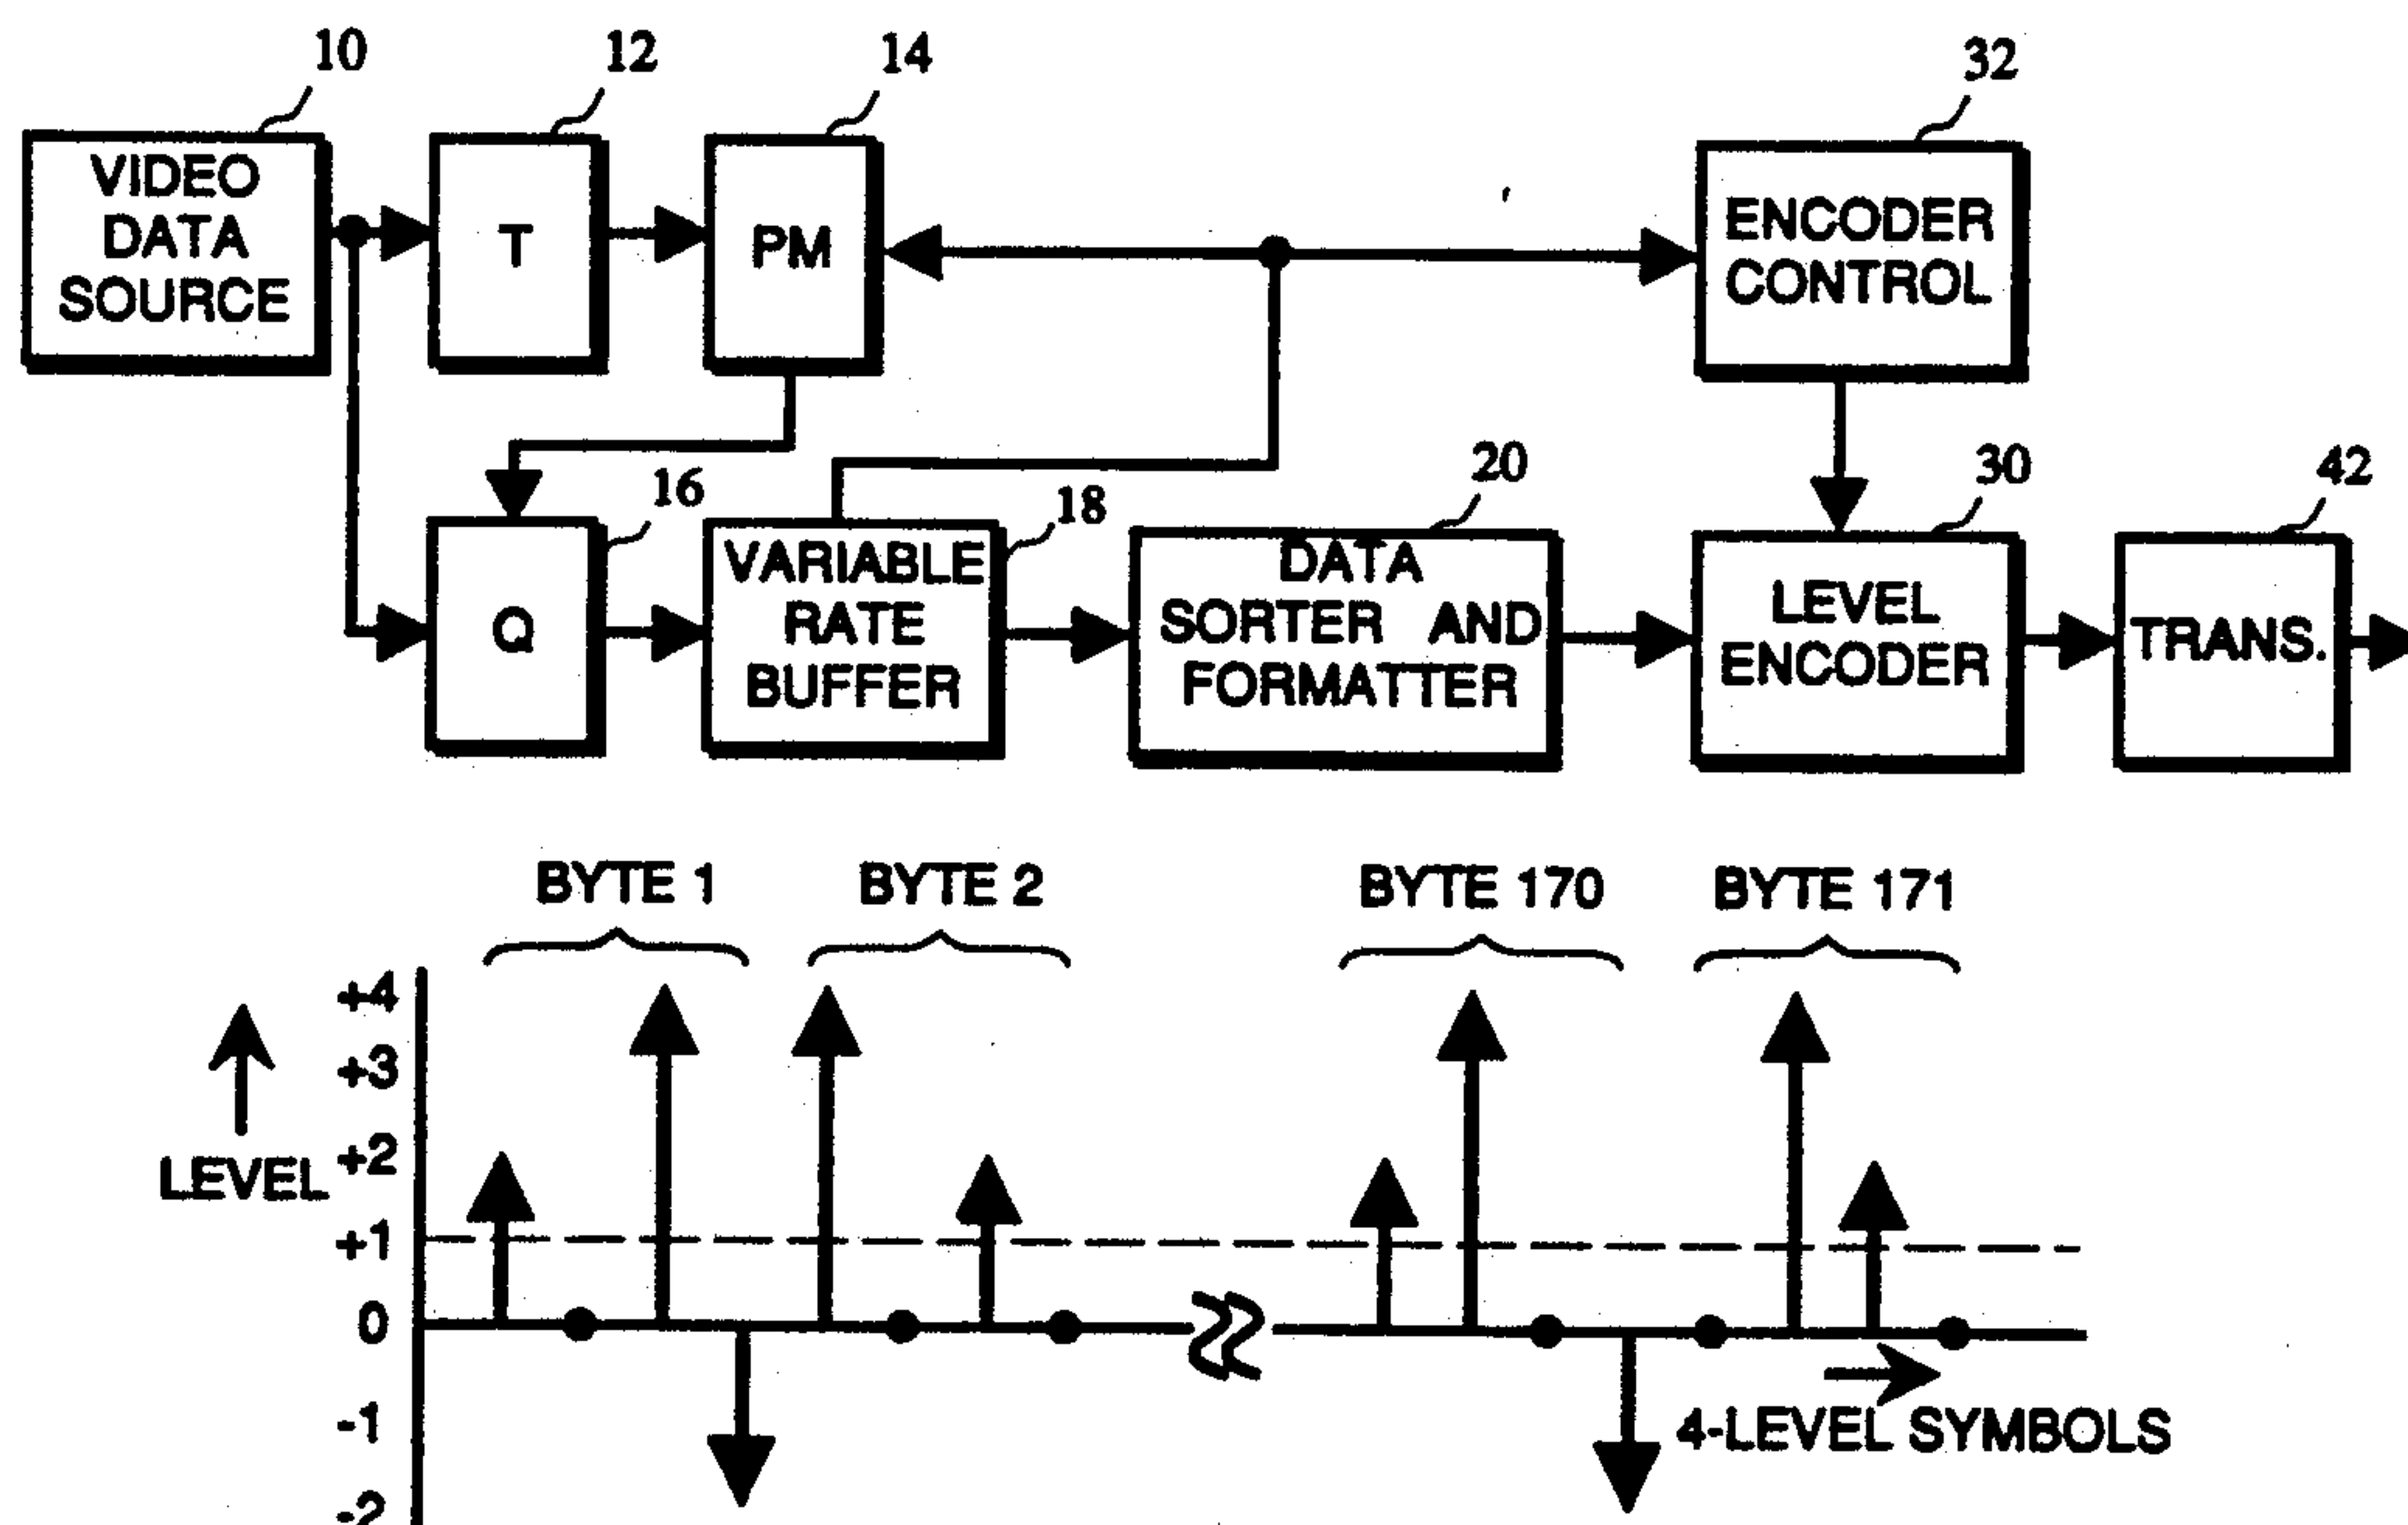 10
12
14
32
VIDEO
DATA
SOURCE
T
PM
ENCODER
CONTROL
16
18
20
30
42
Q
VARIABLE
RATE
BUFFER
DATA
SORTER AND
FORMATTER
LEVEL
ENCODER
TRANS.
BYTE 1
BYTE 2
BYTE 170
BYTE 171
+4
+3
+2
LEVEL
+1
0
-1
4-LEVEL SYMBOLS
-2